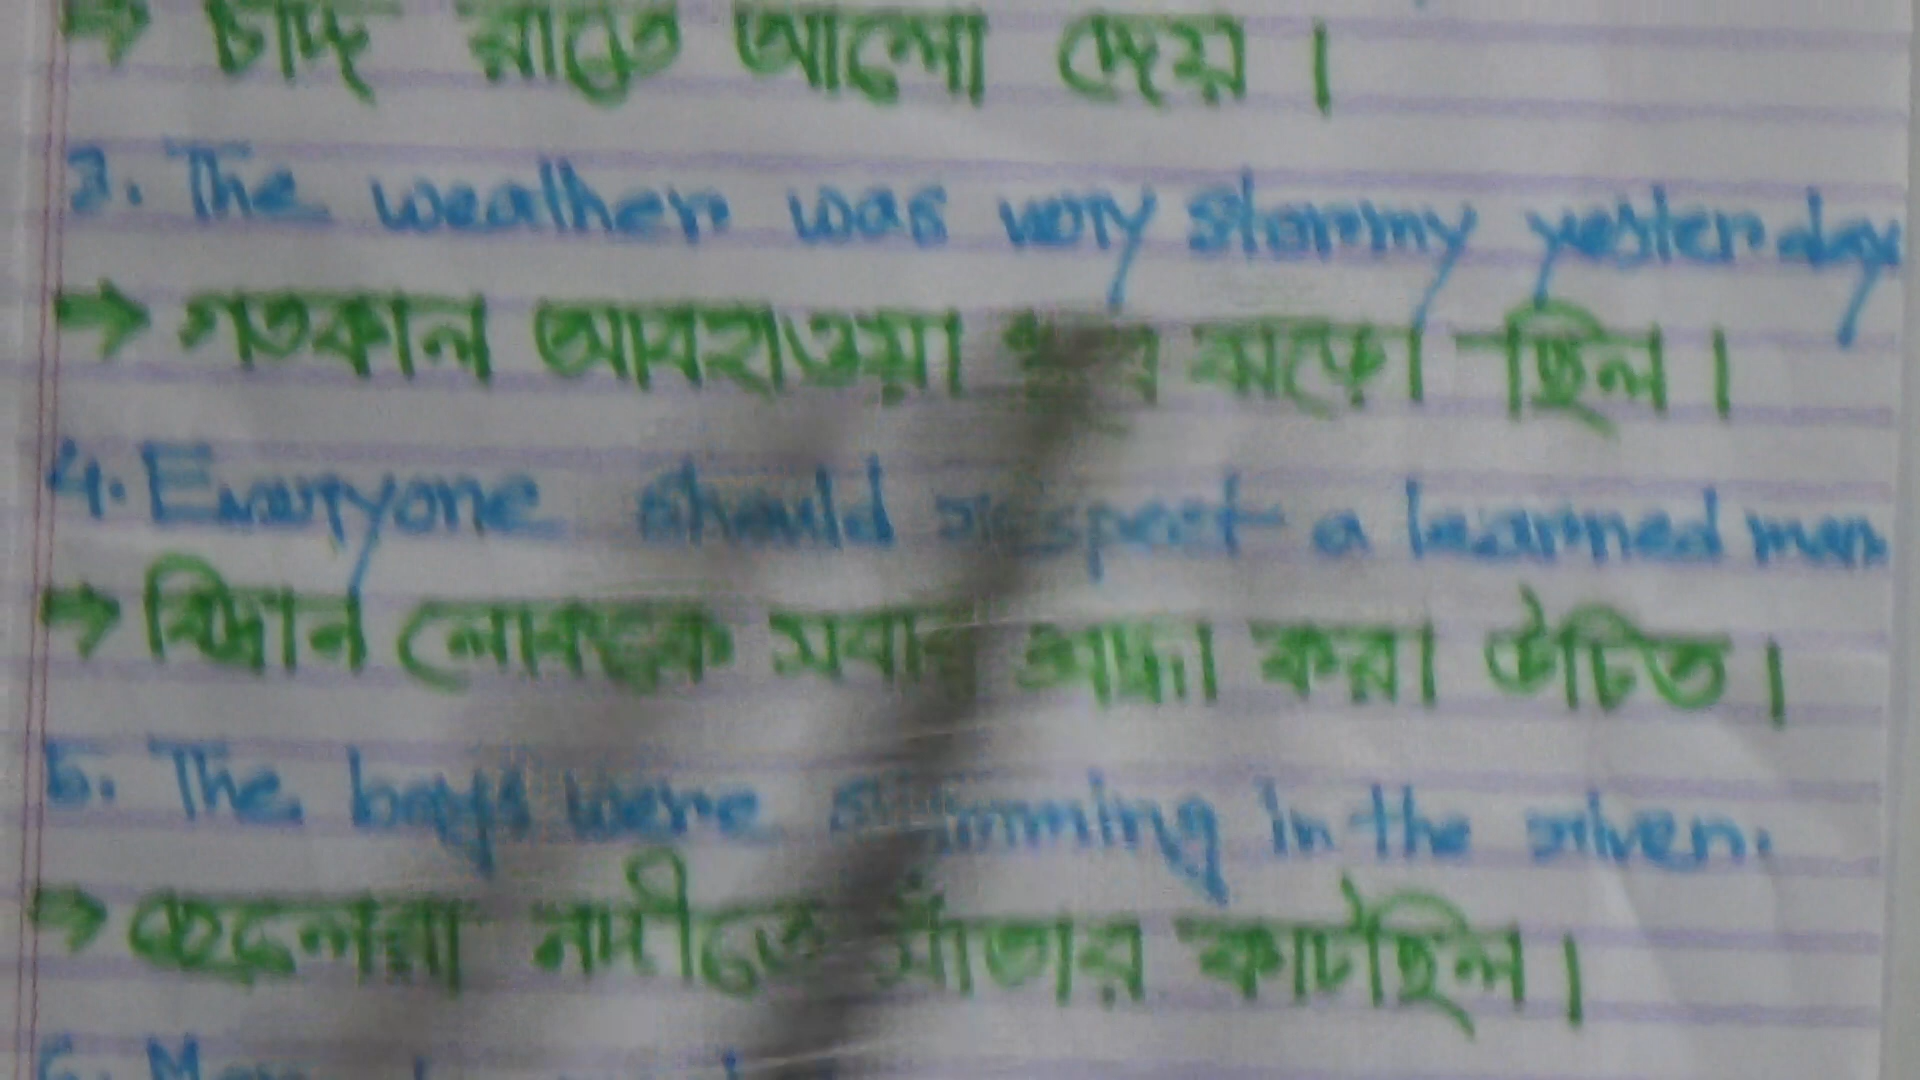 → চাঁদ রাতে আলো দেয়।
3. The weather was very stormy yesterday
→ গতকাল আবহাওয়া খুব ঝড়ো ছিল।
4. Everyone should respect a learned man
→ বিদ্বান লোককে সবার শ্রদ্ধা করা উচিত।
5. The boys were swimming in the river.
→ ছেলেরা নদীতে সাঁতার কাটছিল।